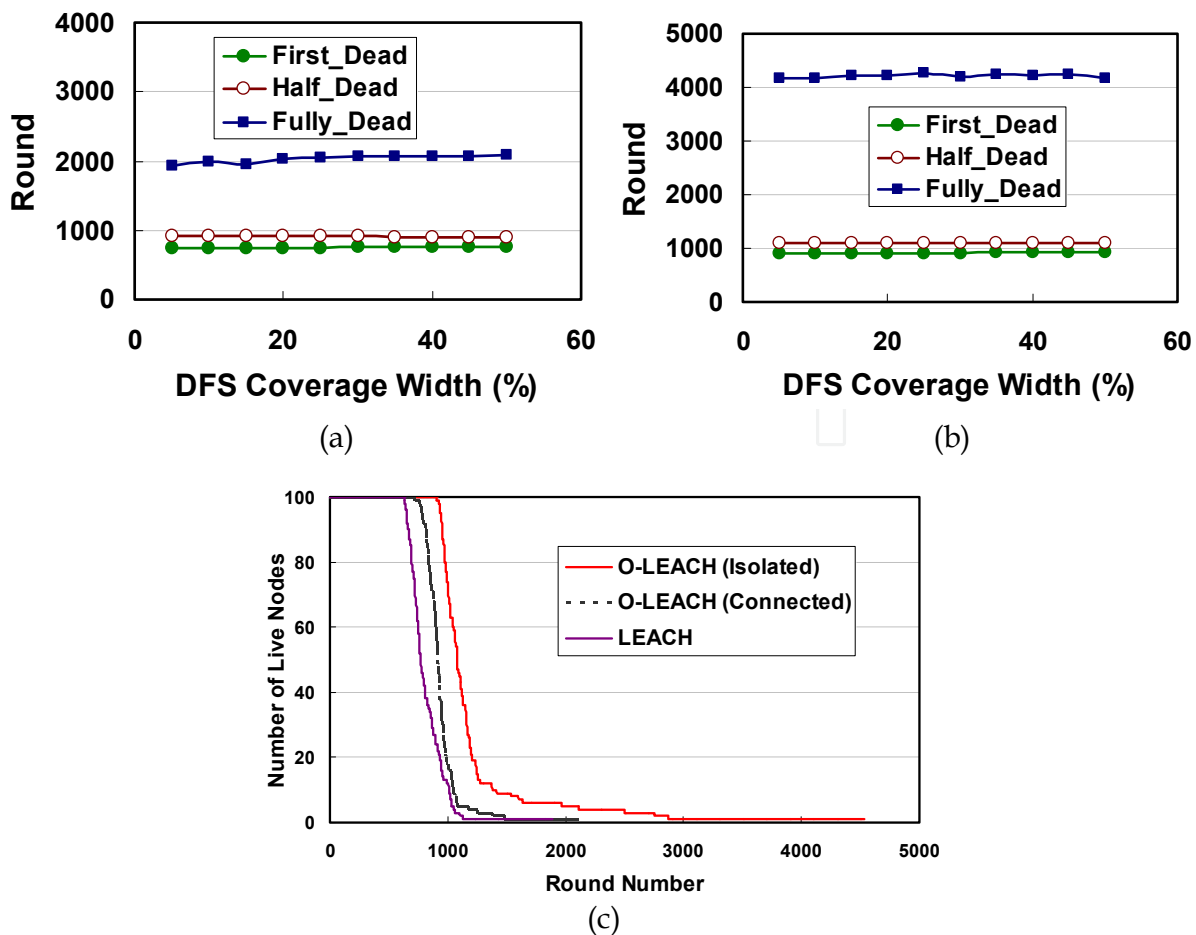 4000
3000
2000
1000
0
Round
First_Dead
Half_Dead
Fully_Dead
0 20 40 60
DFS Coverage Width (%)
(a)
5000
4000
3000
2000
1000
0
Round
First_Dead
Half_Dead
Fully_Dead
0 20 40 60
DFS Coverage Width (%)
(b)
100
80
60
40
20
0
Number of Live Nodes
O-LEACH (Isolated)
O-LEACH (Connected)
LEACH
0 1000 2000 3000 4000 5000
Round Number
(c)